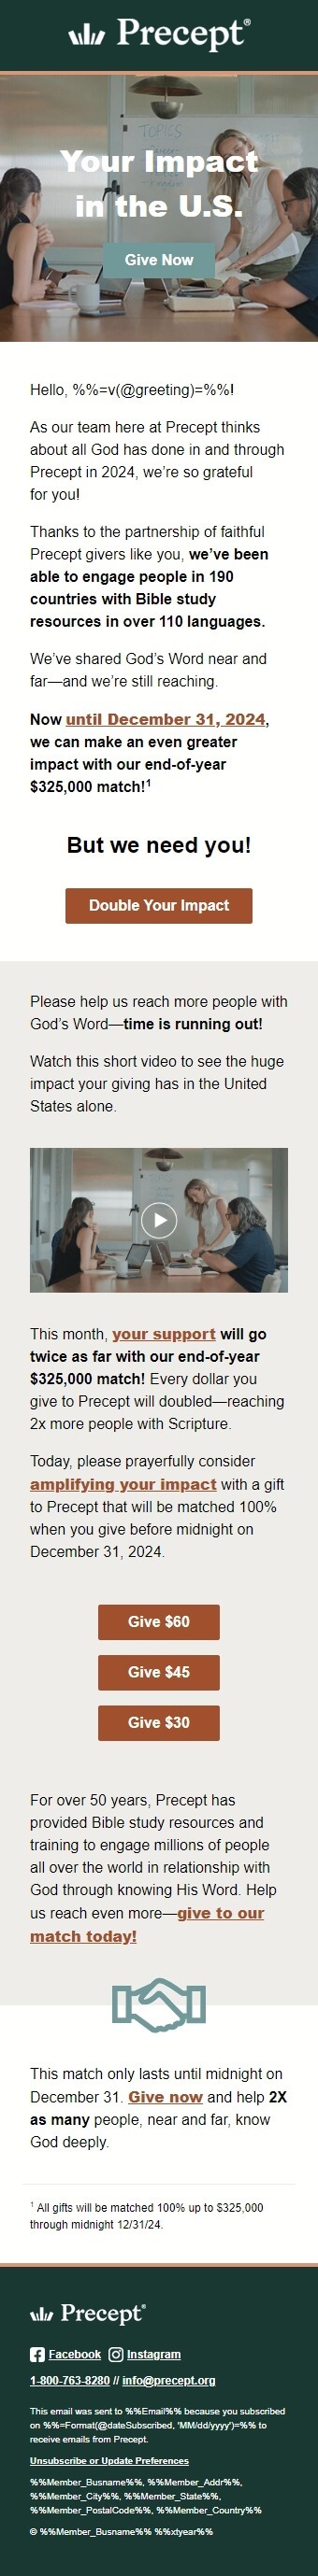 Precept®
TOPICS
Your Impact
in the U.S.
Give Now
Hello, %%=v(@greeting)=%%!
As our team here at Precept thinks
about all God has done in and through
Precept in 2024, we’re so grateful
for you!
Thanks to the partnership of faithful
Precept givers like you, we’ve been
able to engage people in 190
countries with Bible study
resources in over 110 languages.
We’ve shared God’s Word near and
far—and we’re still reaching.
Now until December 31, 2024,
we can make an even greater
impact with our end-of-year
$325,000 match!¹
But we need you!
Double Your Impact
Please help us reach more people with
God’s Word—time is running out!
Watch this short video to see the huge
impact your giving has in the United
States alone.
This month, your support will go
twice as far with our end-of-year
$325,000 match! Every dollar you
give to Precept will doubled—reaching
2x more people with Scripture.
Today, please prayerfully consider
amplifying your impact with a gift
to Precept that will be matched 100%
when you give before midnight on
December 31, 2024.
Give $60
Give $45
Give $30
For over 50 years, Precept has
provided Bible study resources and
training to engage millions of people
all over the world in relationship with
God through knowing His Word. Help
us reach even more—give to our
match today!
This match only lasts until midnight on
December 31. Give now and help 2X
as many people, near and far, know
God deeply.
¹ All gifts will be matched 100% up to $325,000
through midnight 12/31/24.
Precept®
Facebook Instagram
1-800-763-8280 // info@precept.org
This email was sent to %%Email%% because you subscribed
on %%=Format(@dateSubscribed, 'MM/dd/yyyy')=%% to
receive emails from Precept.
Unsubscribe or Update Preferences
%%Member_Busname%%, %%Member_Addr%%,
%%Member_City%%, %%Member_State%%,
%%Member_PostalCode%%, %%Member_Country%%
© %%Member_Busname%% %%xtyear%%